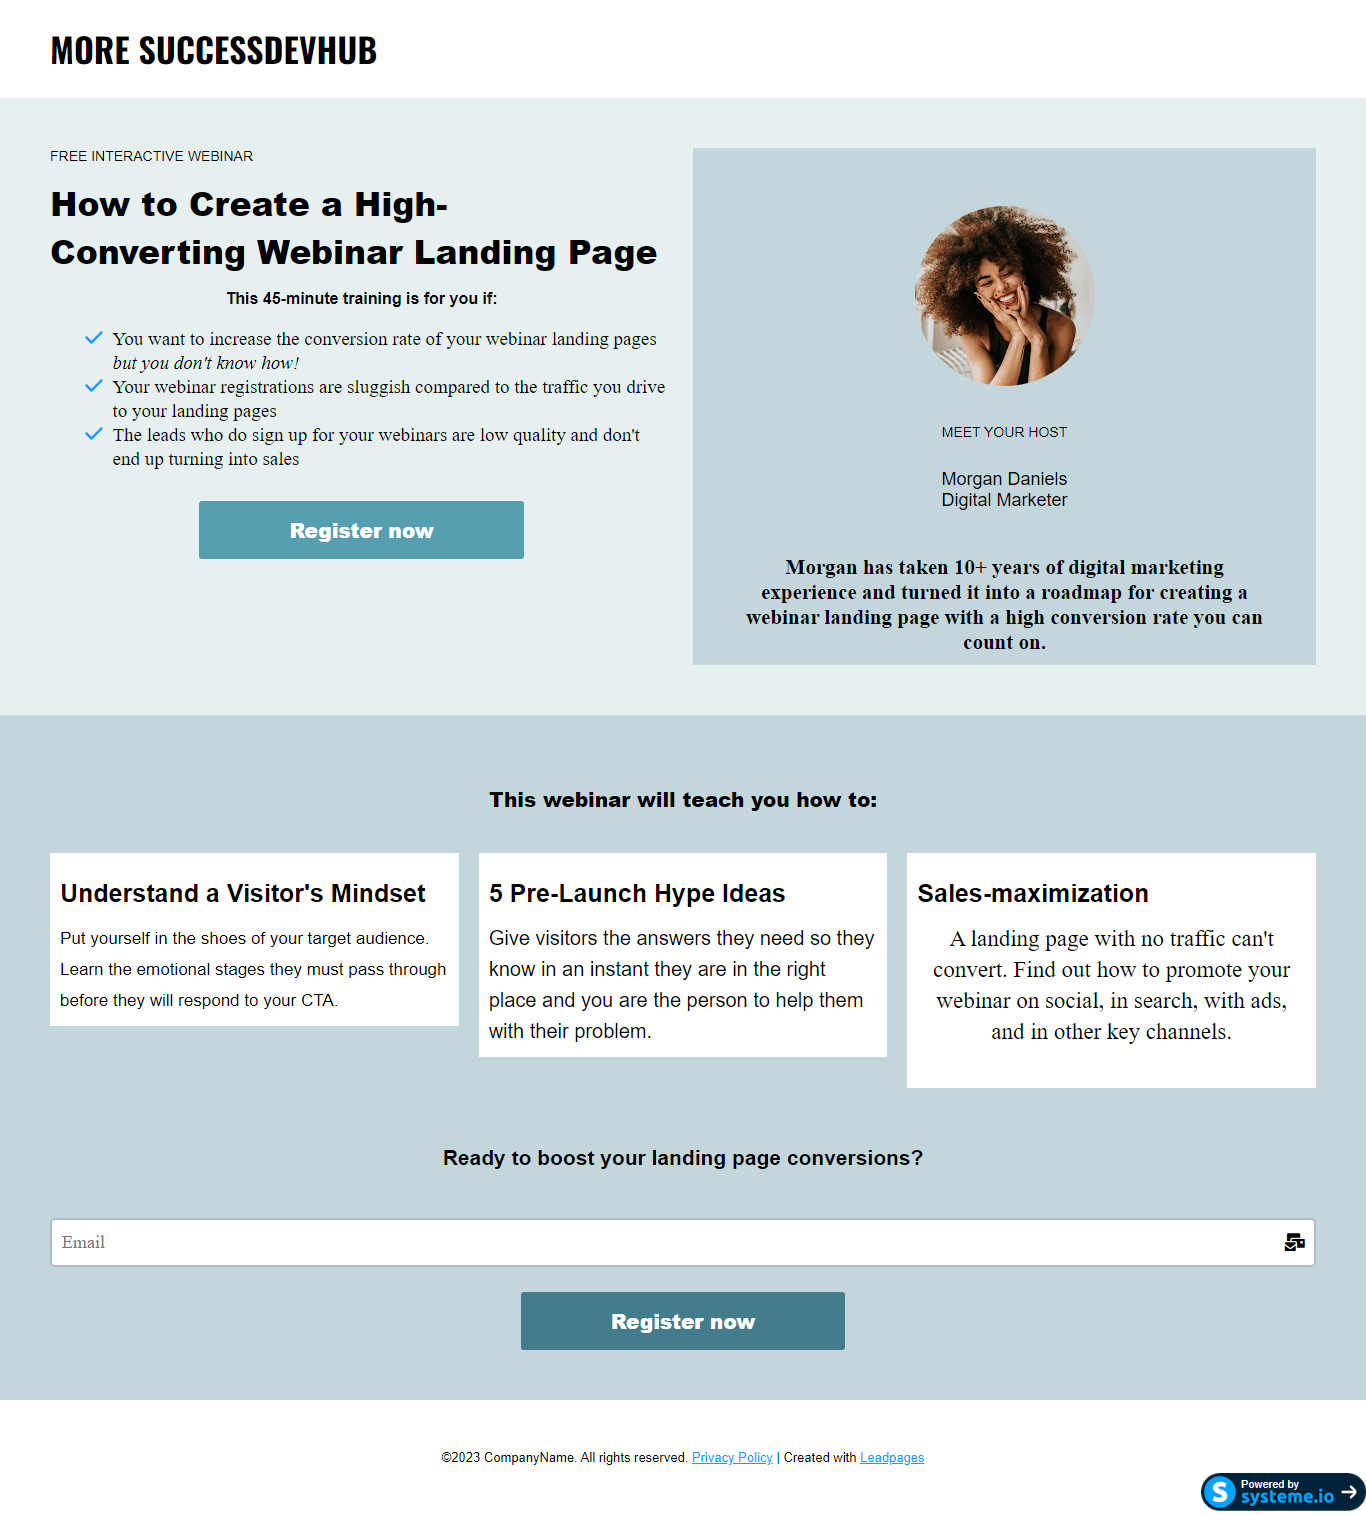 MORE SUCCESSDEVHUB
FREE INTERACTIVE WEBINAR
How to Create a High-
Converting Webinar Landing Page
This 45-minute training is for you if:
You want to increase the conversion rate of your webinar landing pages
but you don't know how!
Your webinar registrations are sluggish compared to the traffic you drive
to your landing pages
The leads who do sign up for your webinars are low quality and don't
end up turning into sales
Register now
MEET YOUR HOST
Morgan Daniels
Digital Marketer
Morgan has taken 10+ years of digital marketing
experience and turned it into a roadmap for creating a
webinar landing page with a high conversion rate you can
count on.
This webinar will teach you how to:
Understand a Visitor's Mindset
Put yourself in the shoes of your target audience.
Learn the emotional stages they must pass through
before they will respond to your CTA.
5 Pre-Launch Hype Ideas
Give visitors the answers they need so they
know in an instant they are in the right
place and you are the person to help them
with their problem.
Sales-maximization
A landing page with no traffic can't
convert. Find out how to promote your
webinar on social, in search, with ads,
and in other key channels.
Ready to boost your landing page conversions?
Email
Register now
©2023 CompanyName. All rights reserved. Privacy Policy | Created with Leadpages
S
Powered by
systeme.io